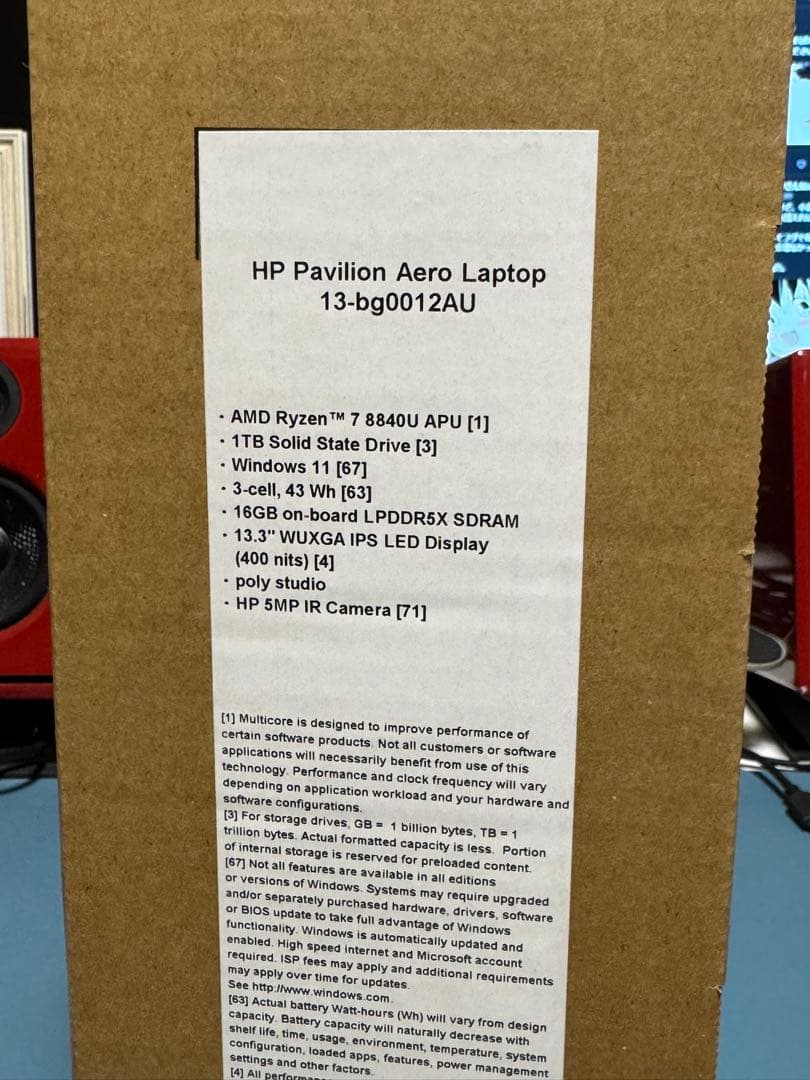 HP Pavilion Aero Laptop
13-bg0012AU
· AMD Ryzen™ 7 8840U APU [1]
· 1TB Solid State Drive [3]
· Windows 11 [67]
· 3-cell, 43 Wh [63]
· 16GB on-board LPDDR5X SDRAM
· 13.3" WUXGA IPS LED Display
(400 nits) [4]
· poly studio
· HP 5MP IR Camera [71]
[1] Multicore is designed to improve performance of
certain software products. Not all customers or software
applications will necessarily benefit from use of this
technology. Performance and clock frequency will vary
depending on application workload and your hardware and
software configurations.
[3] For storage drives, GB = 1 billion bytes, TB = 1
trillion bytes. Actual formatted capacity is less. Portion
of internal storage is reserved for preloaded content.
[67] Not all features are available in all editions
or versions of Windows. Systems may require upgraded
and/or separately purchased hardware, drivers, software
or BIOS update to take full advantage of Windows
functionality. Windows is automatically updated and
enabled. High speed internet and Microsoft account
required. ISP fees may apply and additional requirements
may apply over time for updates.
See http://www.windows.com.
[63] Actual battery Watt-hours (Wh) will vary from design
capacity. Battery capacity will naturally decrease with
shelf life, time, usage, environment, temperature, system
configuration, loaded apps, features, power management
settings and other factors.
[4] All